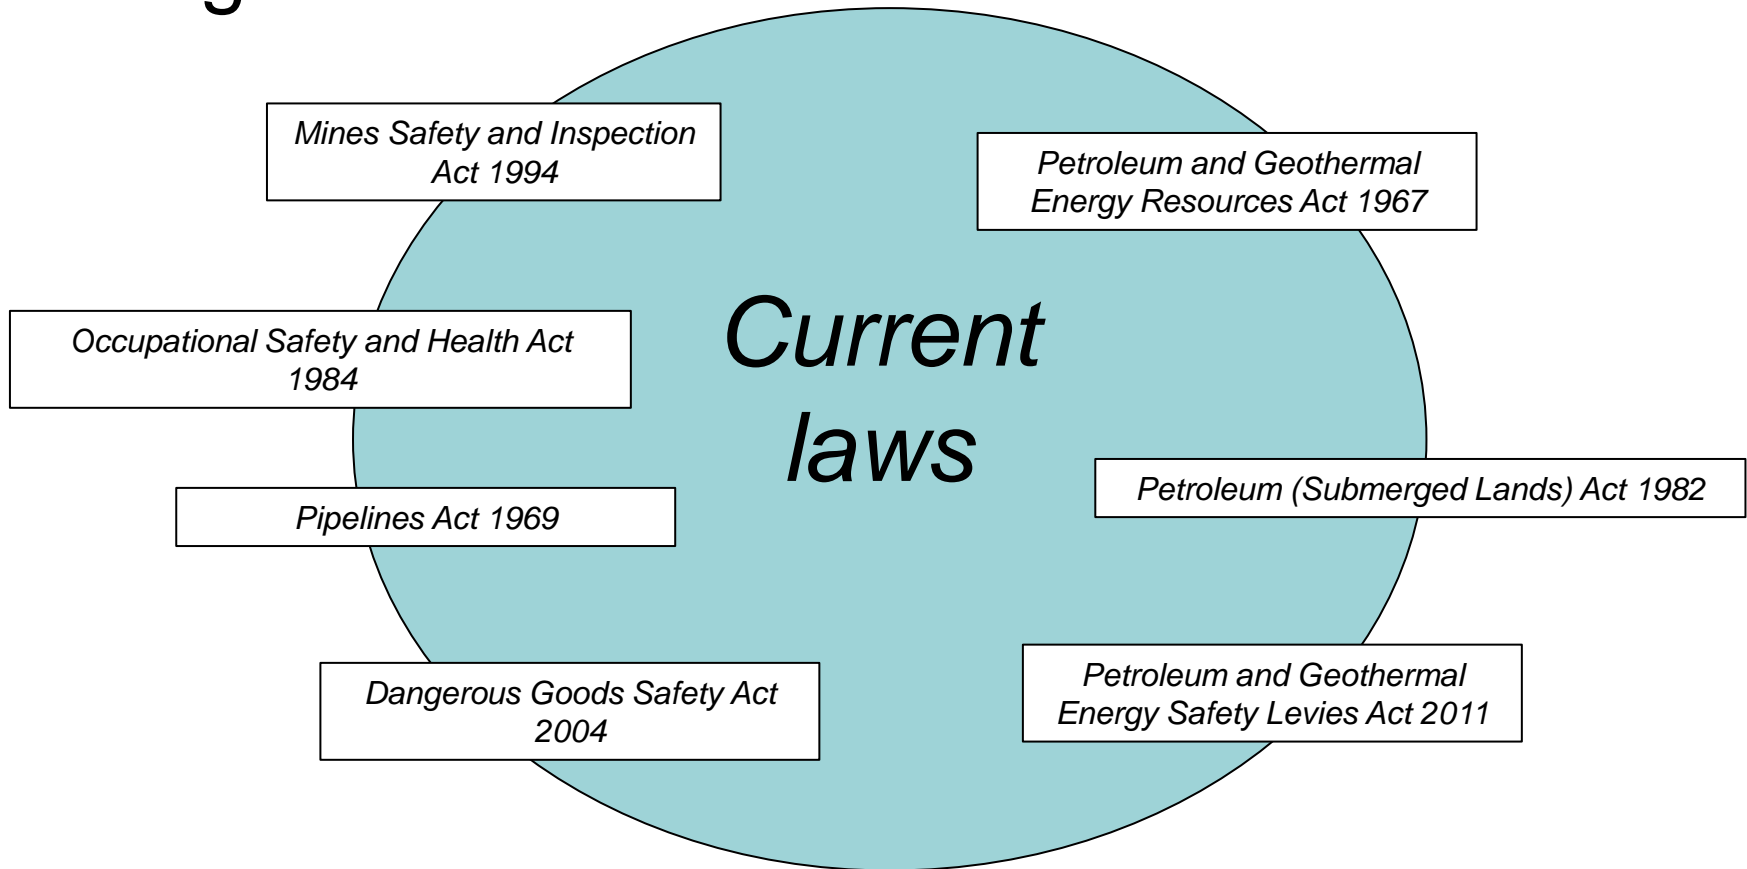 Mines Safety and Inspection
Act 1994
Petroleum and Geothermal
Energy Resources Act 1967
Occupational Safety and Health Act
1984
Current
laws
Pipelines Act 1969
Petroleum (Submerged Lands) Act 1982
Dangerous Goods Safety Act
2004
Petroleum and Geothermal
Energy Safety Levies Act 2011